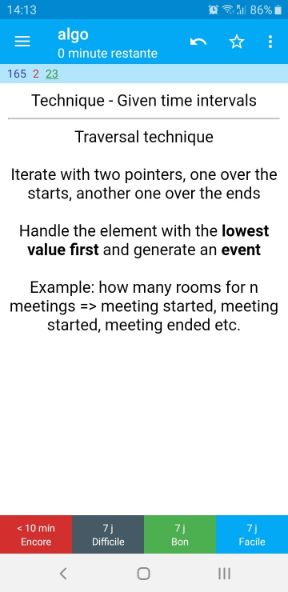 14:13
86%
algo
0 minute restante
165 2 23
Technique - Given time intervals
Traversal technique
Iterate with two pointers, one over the
starts, another one over the ends
Handle the element with the lowest
value first and generate an event
Example: how many rooms for n
meetings => meeting started, meeting
started, meeting ended etc.
< 10 min
Encore
7 j
Difficile
7 j
Bon
7 j
Facile